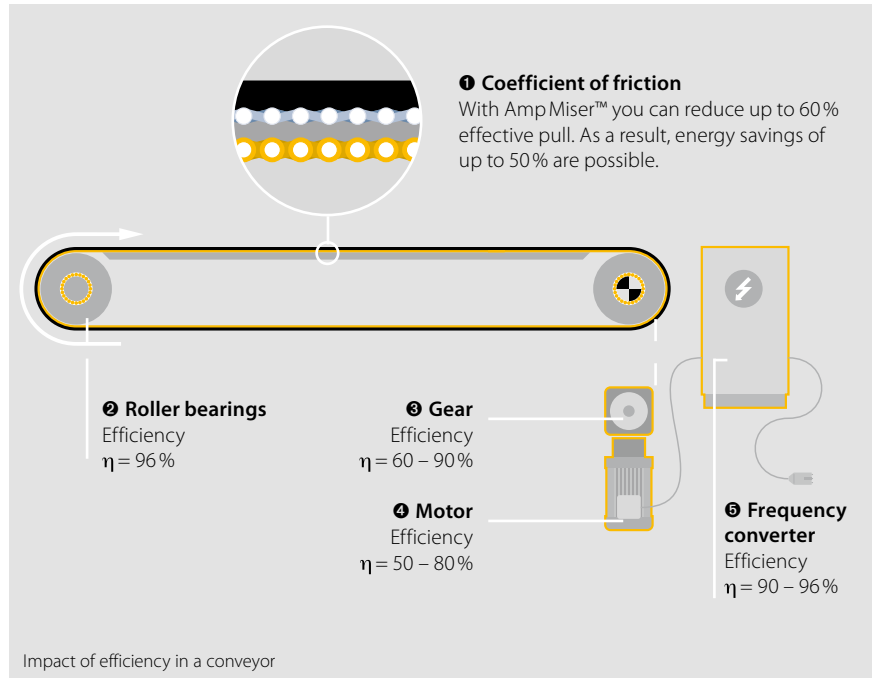 ❶ Coefficient of friction
With Amp Miser™ you can reduce up to 60 %
effective pull. As a result, energy savings of
up to 50 % are possible.
❷ Roller bearings
Efficiency
η = 96 %
❸ Gear
Efficiency
η = 60 – 90 %
❹ Motor
Efficiency
η = 50 – 80 %
❺ Frequency
converter
Efficiency
η = 90 – 96 %
Impact of efficiency in a conveyor